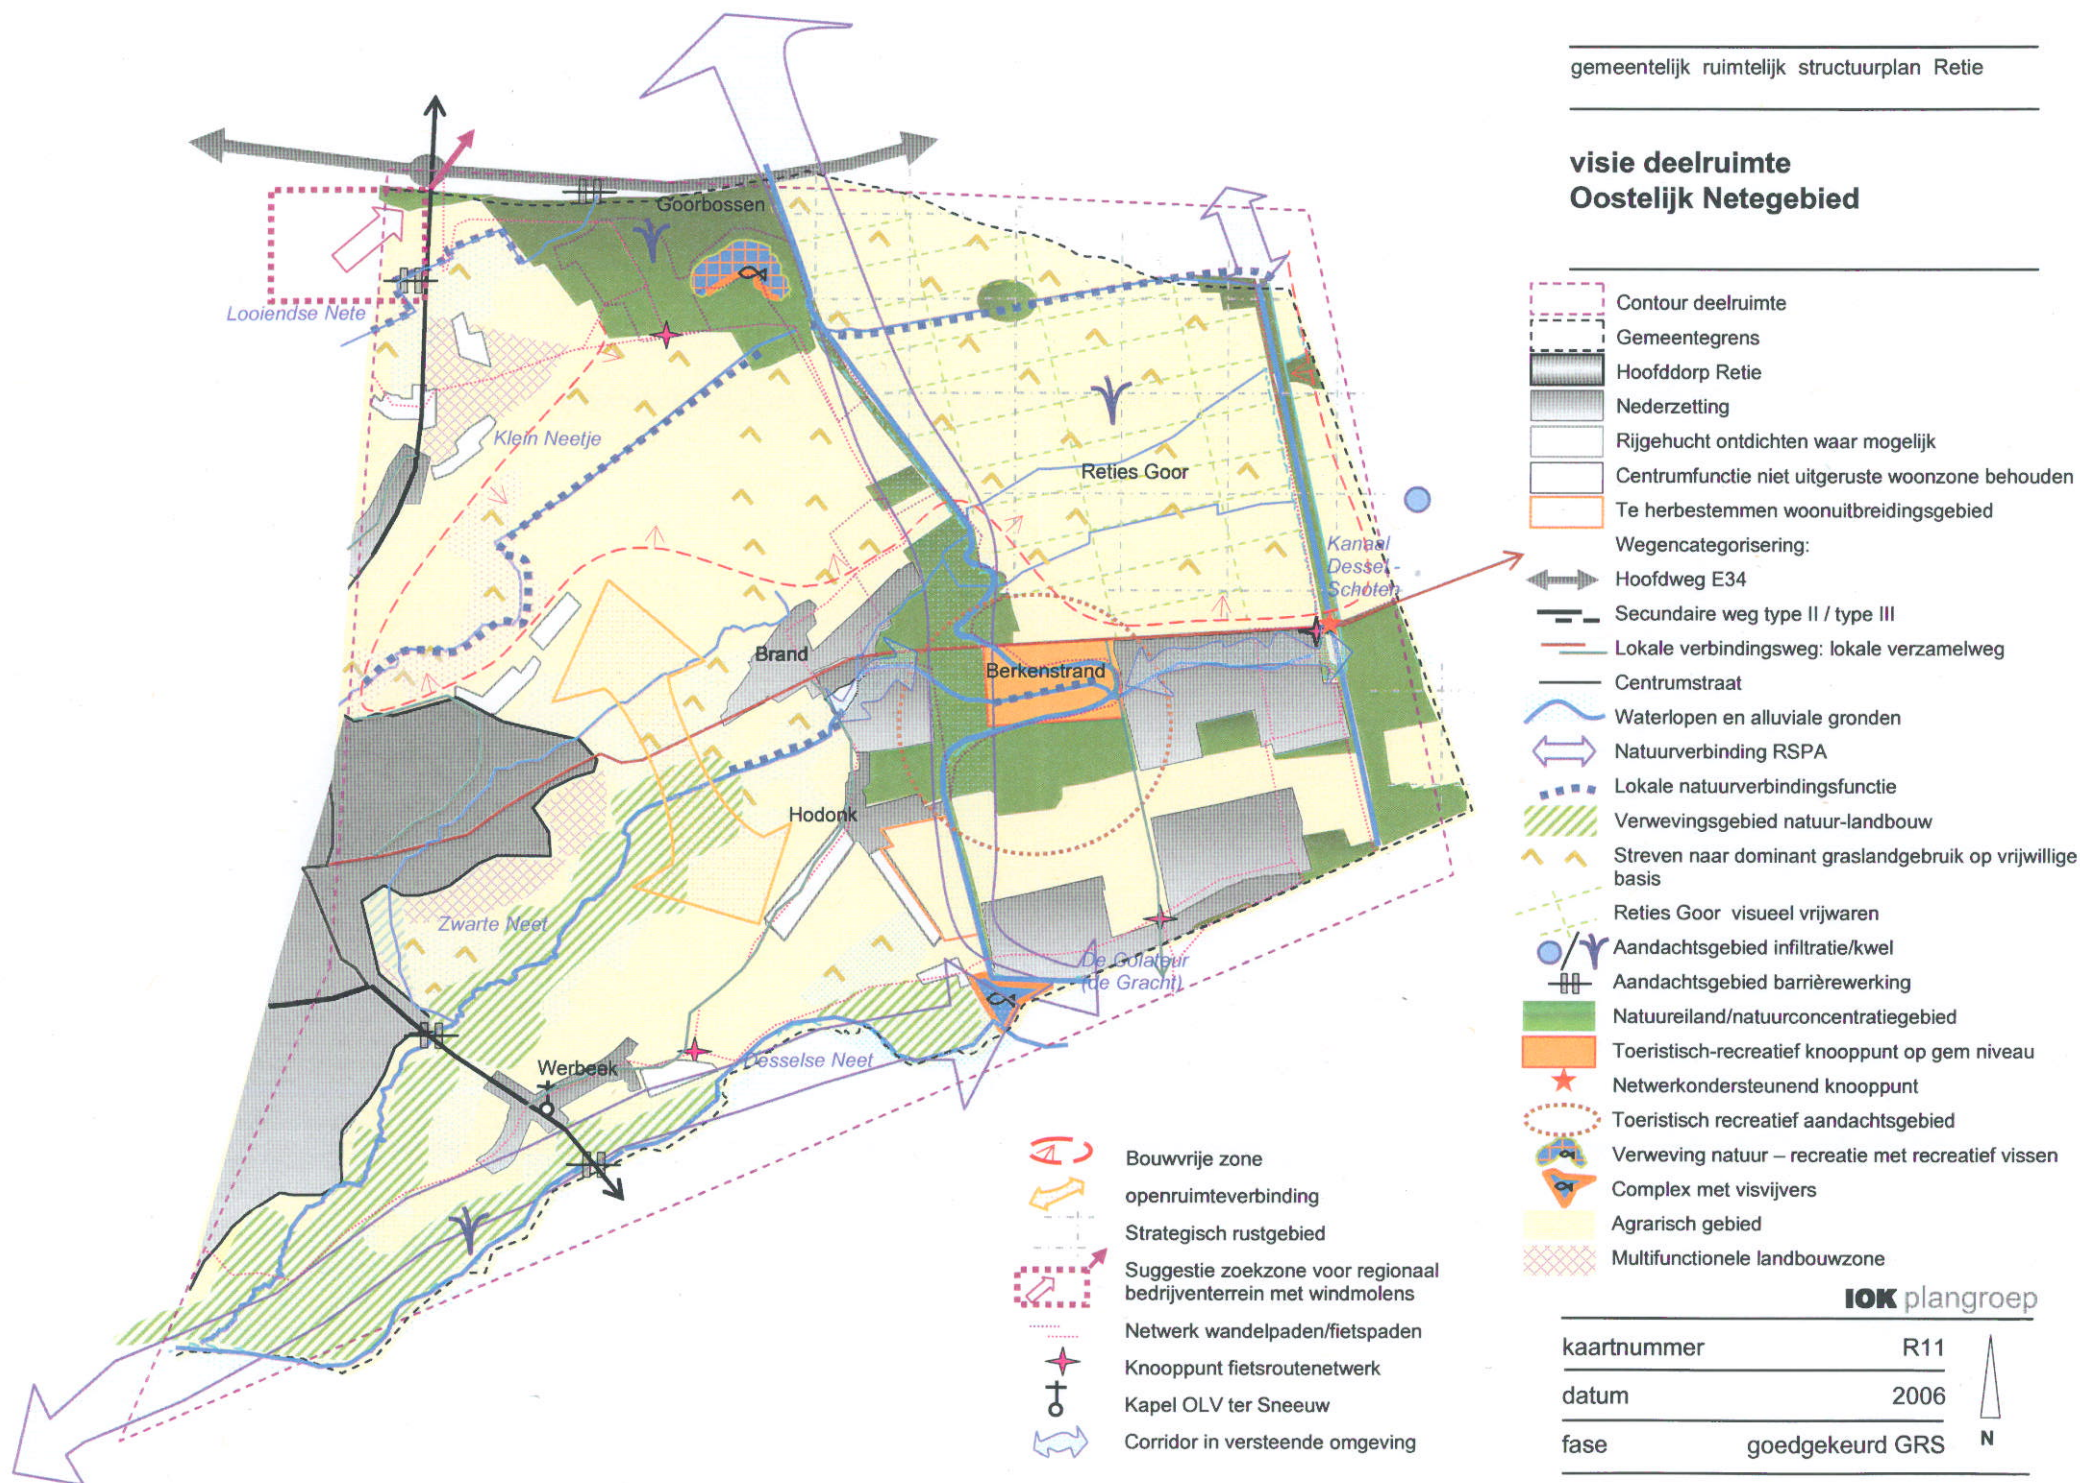 gemeentelijk ruimtelijk structuurplan Retie
visie deelruimte
Oostelijk Netegebied
Contour deelruimte
Gemeentegrens
Hoofddorp Retie
Nederzetting
Rijgehucht ontdichten waar mogelijk
Centrumfunctie niet uitgeruste woonzone behouden
Te herbestemmen woonuitbreidingsgebied
Wegencategorisering:
Hoofdweg E34
Secundaire weg type II / type III
Lokale verbindingsweg: lokale verzamelweg
Centrumstraat
Waterlopen en alluviale gronden
Natuurverbinding RSPA
Lokale natuurverbindingsfunctie
Verwevingsgebied natuur-landbouw
Streven naar dominant graslandgebruik op vrijwillige
basis
Reties Goor visueel vrijwaren
Aandachtsgebied infiltratie/kwel
Aandachtsgebied barrièrewerking
Natuureiland/natuurconcentratiegebied
Toeristisch-recreatief knooppunt op gem niveau
Netwerkondersteunend knooppunt
Toeristisch recreatief aandachtsgebied
Verweving natuur – recreatie met recreatief vissen
Complex met visvijvers
Agrarisch gebied
Multifunctionele landbouwzone
Bouwvrije zone
openruimteverbinding
Strategisch rustgebied
Suggestie zoekzone voor regionaal
bedrijventerrein met windmolens
Netwerk wandelpaden/fietspaden
Knooppunt fietsroutenetwerk
Kapel OLV ter Sneeuw
Corridor in versteende omgeving
IOK plangroep
kaartnummer R11
datum 2006
fase goedgekeurd GRS
N
Goorbossen
Looiendse Nete
Klein Neetje
Reties Goor
Kanaal
Dessel -
Schoten
Brand
Berkenstrand
Hodonk
Zwarte Neet
De Colateur
(de Gracht)
Werbeek
Desselse Neet